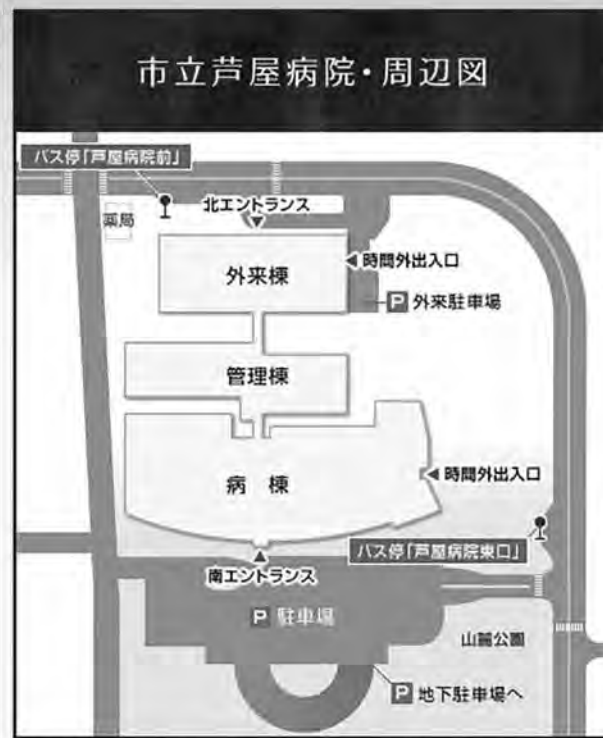 市立芦屋病院・周辺図
バス停「芦屋病院前」
薬局
北エントランス
時間外出入口
外来棟
P 外来駐車場
管理棟
病 棟
時間外出入口
バス停「芦屋病院東口」
南エントランス
P 駐車場
山麓公園
P 地下駐車場へ